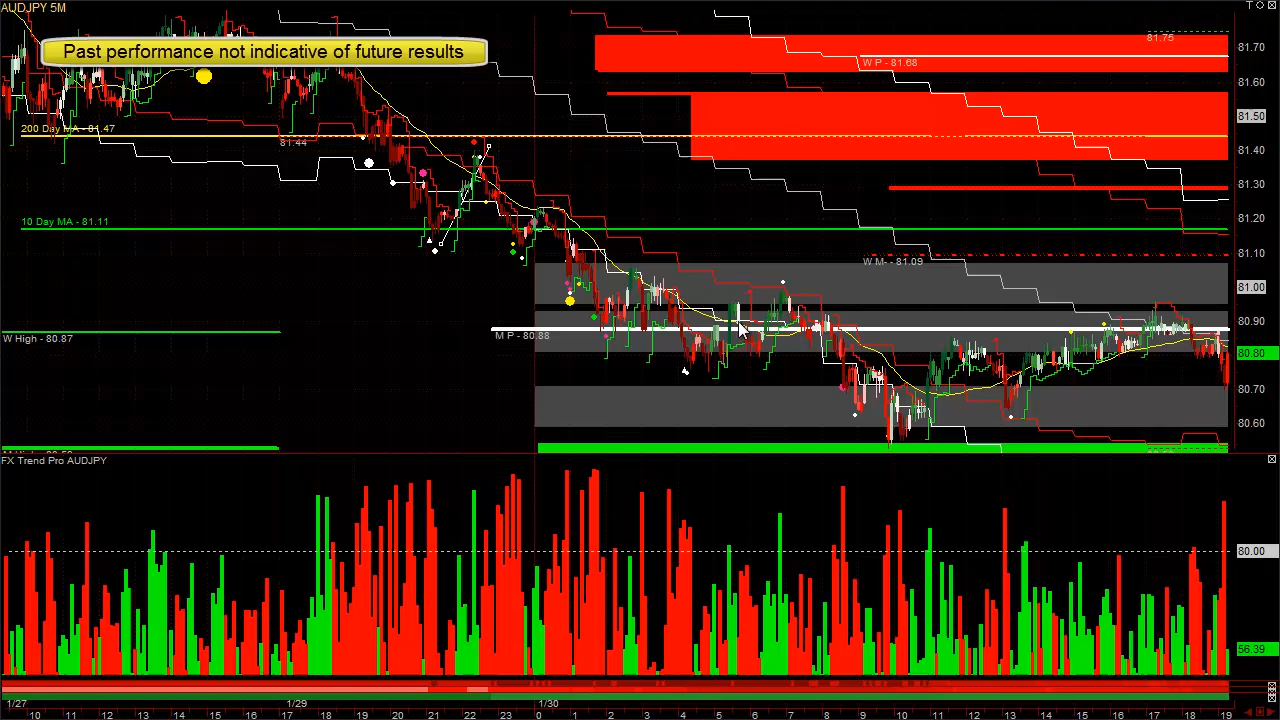 AUDJPY 5M
Past performance not indicative of future results
81.75
81.70
W P - 81.68
81.60
81.50
200 Day MA - 81.47
81.44
81.40
81.30
81.20
10 Day MA - 81.11
81.10
W M- - 81.09
81.00
80.90
M P - 80.88
W High - 80.87
80.80
80.70
80.60
FX Trend Pro AUDJPY
80.00
56.39
1/27 1/29 1/30
10 11 12 13 14 15 16 17 18 19 20 21 22 23 0 1 2 3 4 5 6 7 8 9 10 11 12 13 14 15 16 17 18 19